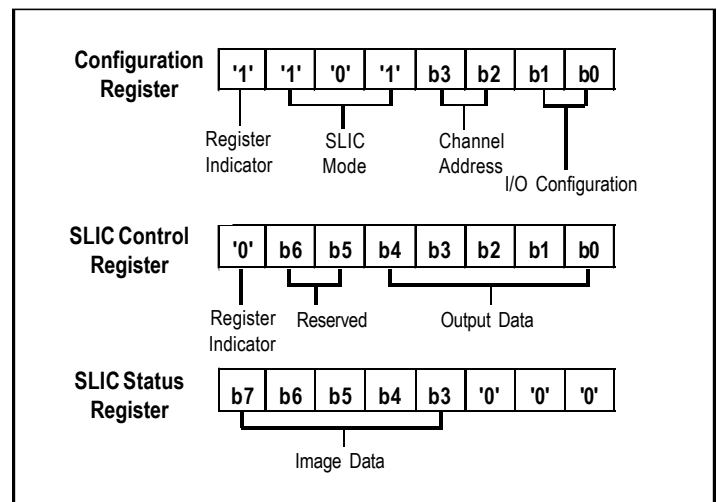 Configuration
Register
'1' '1' '0' '1' b3 b2 b1 b0
Register
Indicator
SLIC
Mode
Channel
Address
I/O Configuration
SLIC Control
Register
'0' b6 b5 b4 b3 b2 b1 b0
Register
Indicator
Reserved
Output Data
SLIC Status
Register
b7 b6 b5 b4 b3 '0' '0' '0'
Image Data